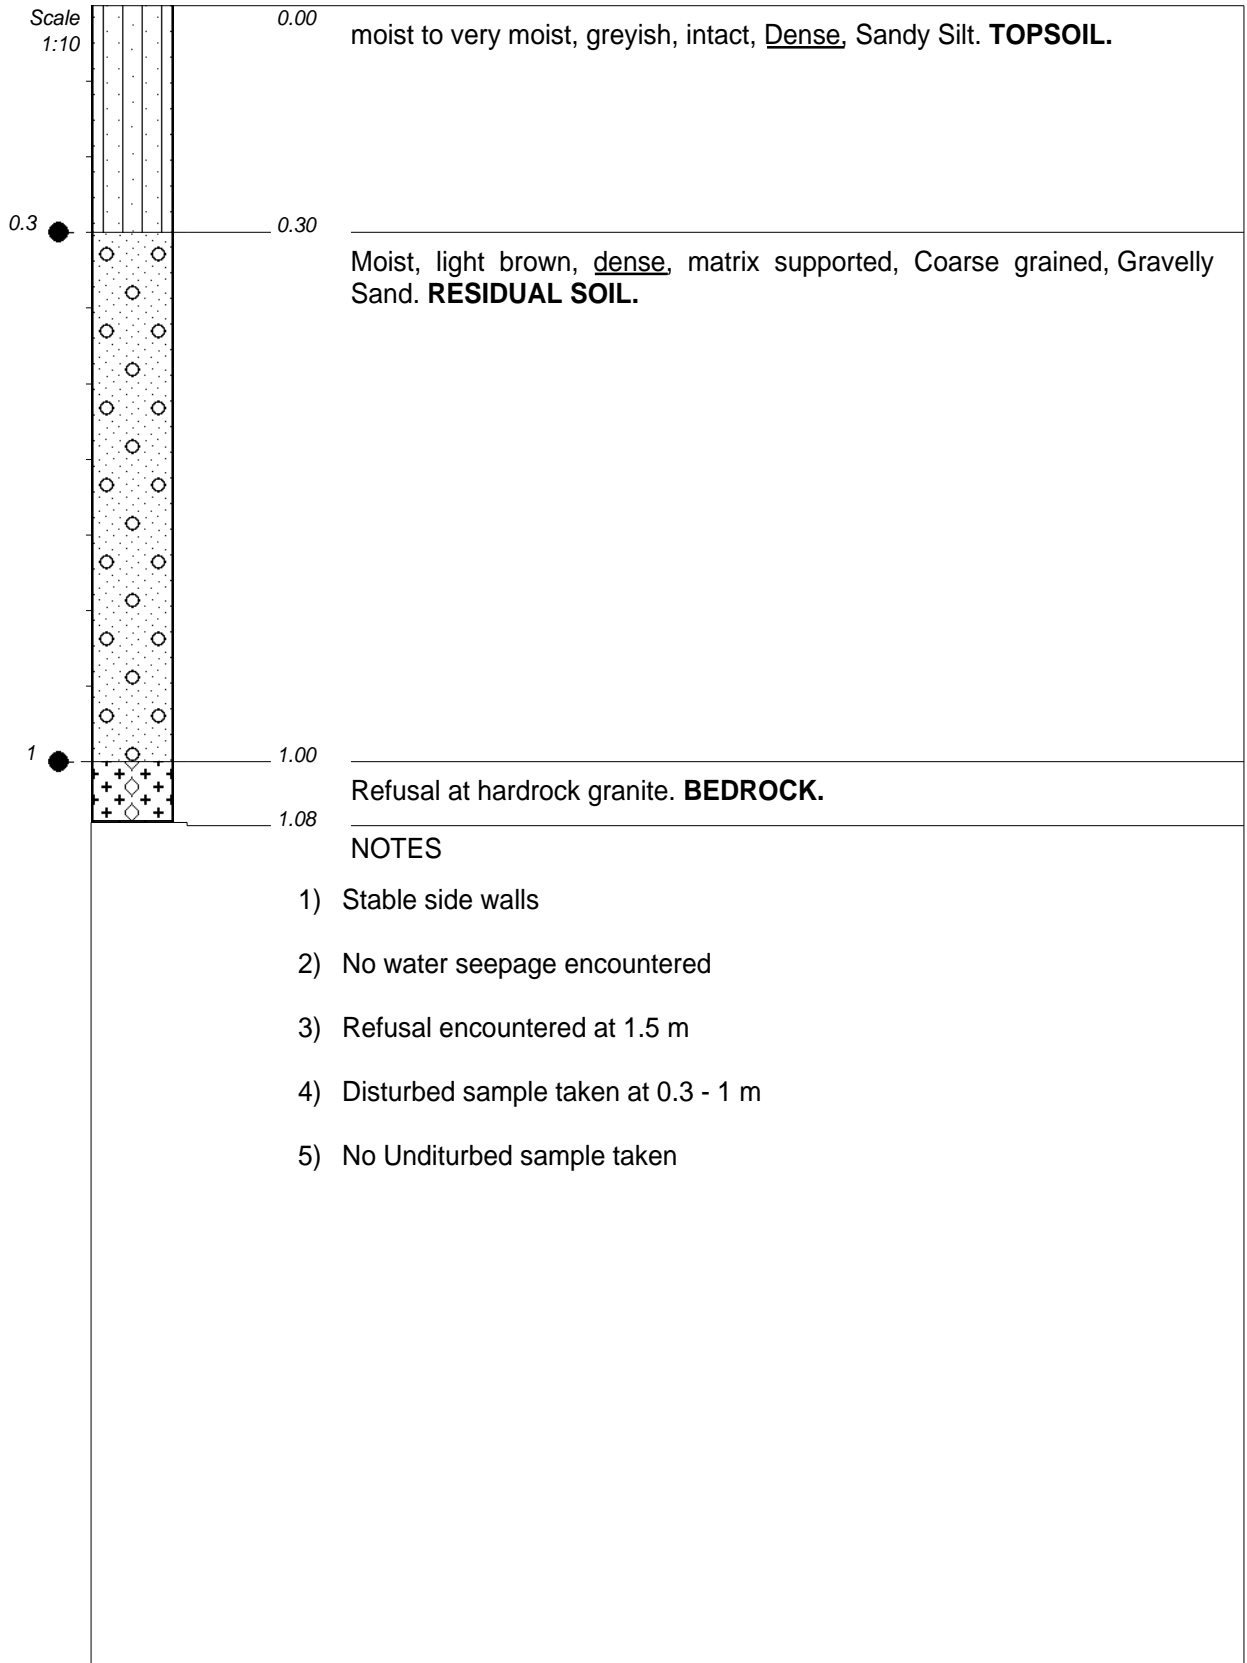 Scale
1:10
0.00
moist to very moist, greyish, intact, Dense, Sandy Silt. TOPSOIL.
0.3
0.30
Moist, light brown, dense, matrix supported, Coarse grained, Gravelly
Sand. RESIDUAL SOIL.
1
1.00
Refusal at hardrock granite. BEDROCK.
1.08
NOTES
1) Stable side walls
2) No water seepage encountered
3) Refusal encountered at 1.5 m
4) Disturbed sample taken at 0.3 - 1 m
5) No Unditurbed sample taken